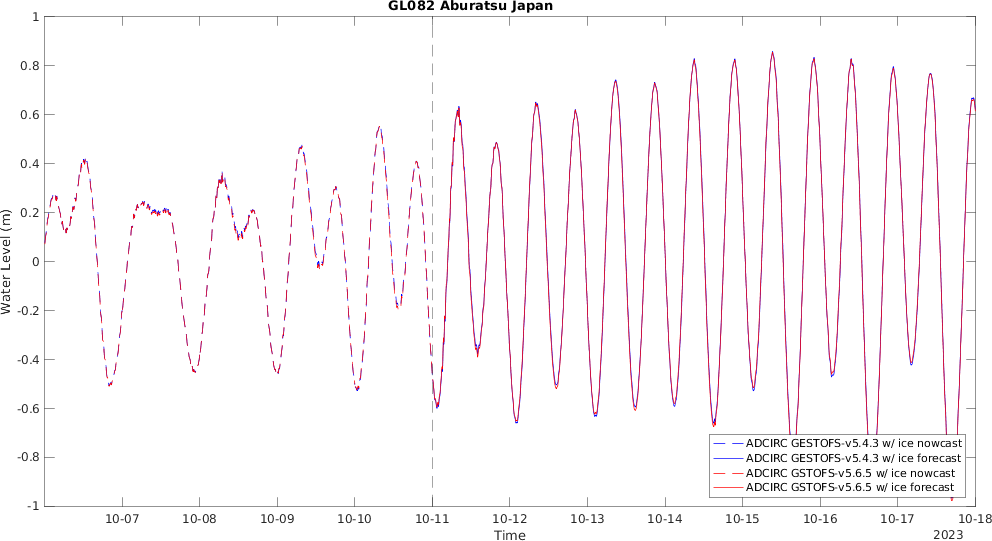 GL082 Aburatsu Japan
Water Level (m)
1
0.8
0.6
0.4
0.2
0
-0.2
-0.4
-0.6
-0.8
-1
ADCIRC GESTOFS-v5.4.3 w/ ice nowcast
ADCIRC GESTOFS-v5.4.3 w/ ice forecast
ADCIRC GSTOFS-v5.6.5 w/ ice nowcast
ADCIRC GSTOFS-v5.6.5 w/ ice forecast
10-07 10-08 10-09 10-10 10-11 10-12 10-13 10-14 10-15 10-16 10-17 10-18
Time
2023